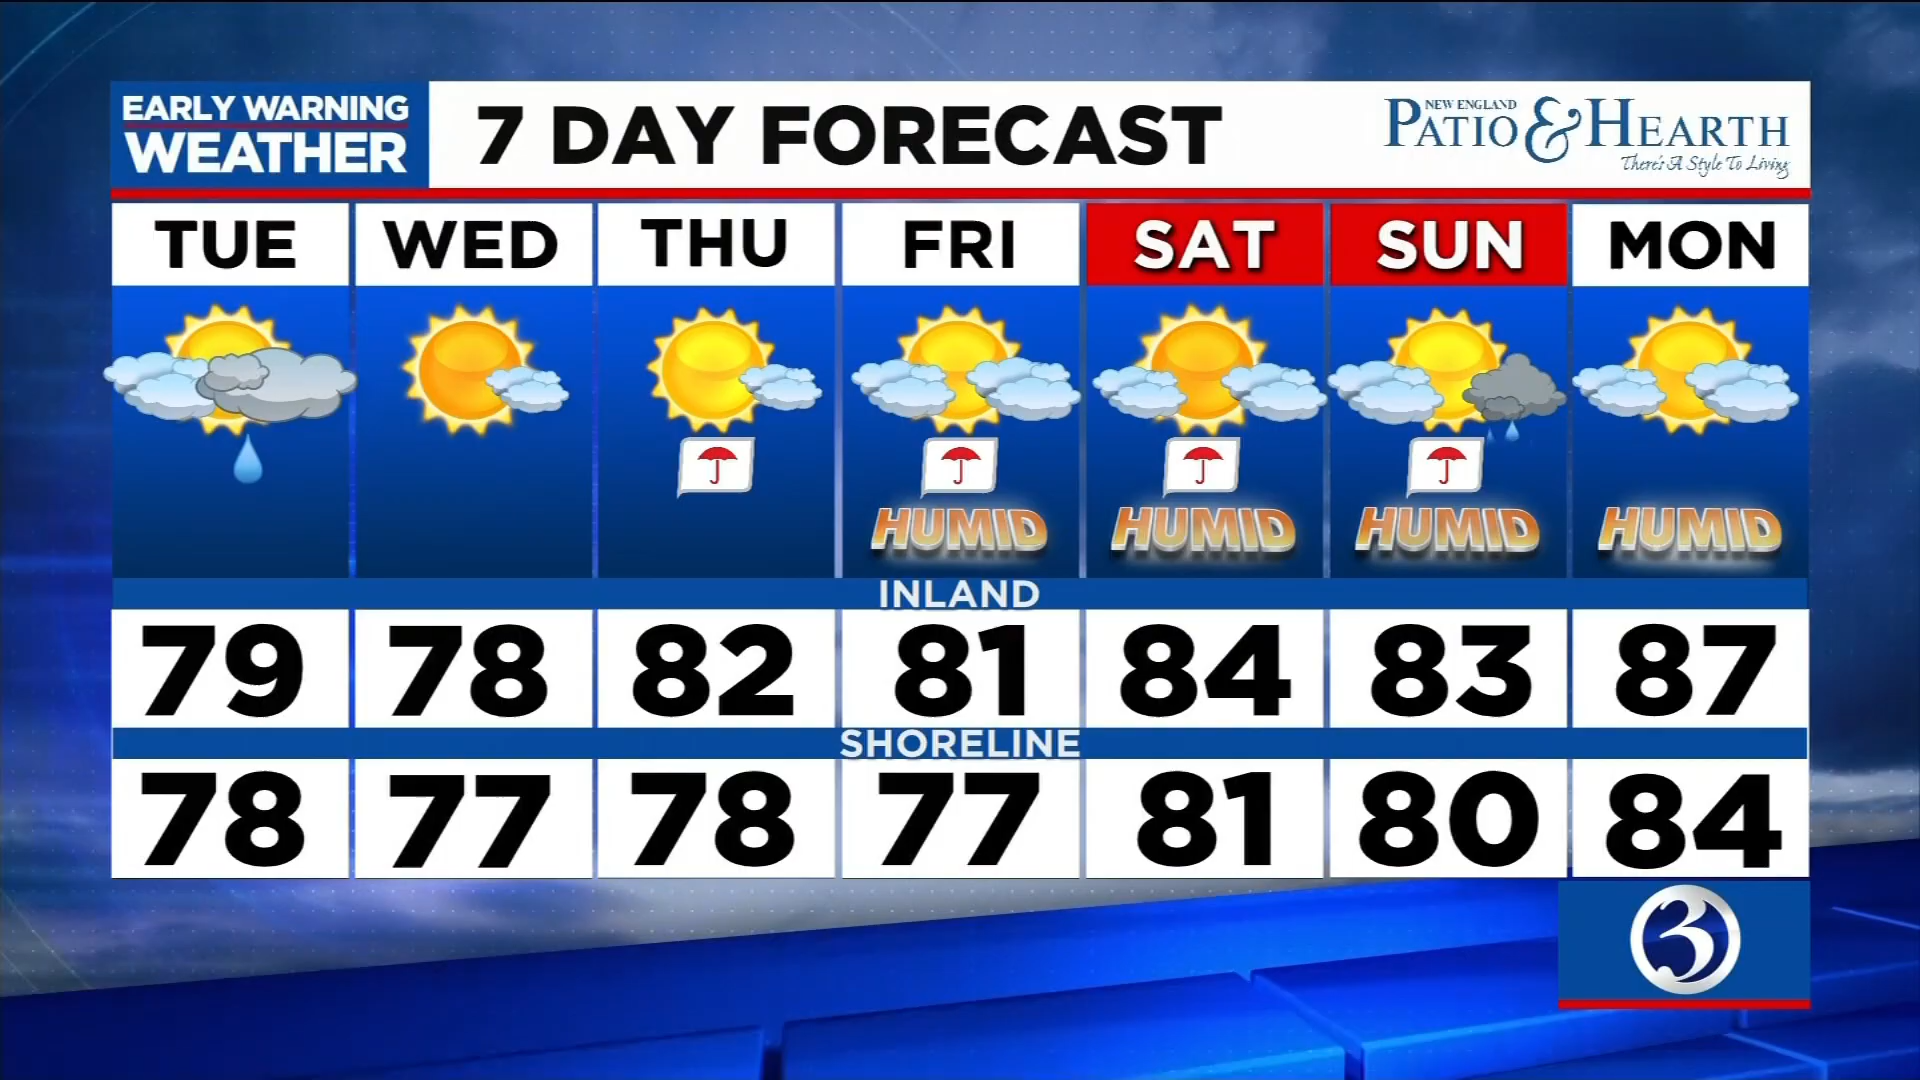 EARLY WARNING
WEATHER
7 DAY FORECAST
NEW ENGLAND
PATIO & HEARTH
There's A Style To Living
TUE WED THU FRI SAT SUN MON
HUMID HUMID HUMID HUMID
INLAND
79 78 82 81 84 83 87
SHORELINE
78 77 78 77 81 80 84
3